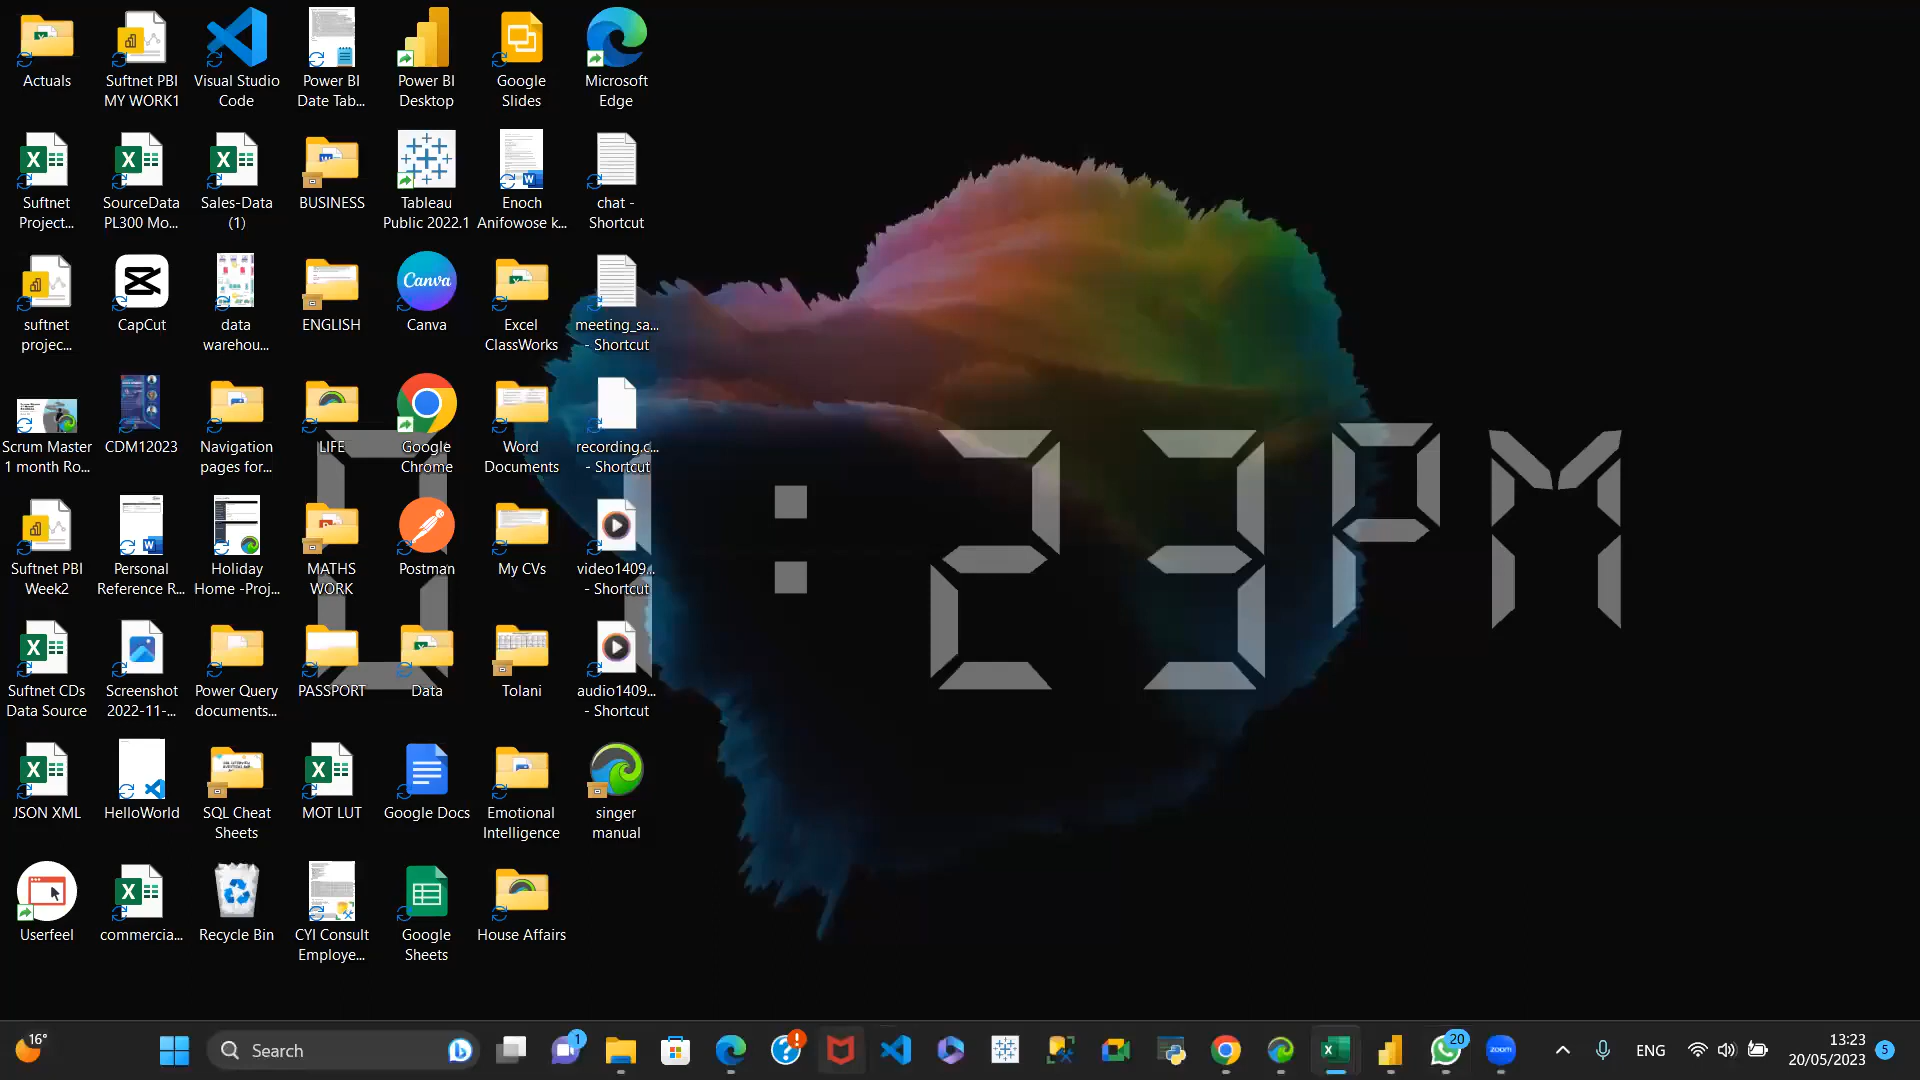 Actuals
Suftnet PBI
MY WORK1
Visual Studio
Code
Power BI
Date Tab...
Power BI
Desktop
Google
Slides
Microsoft
Edge
Suftnet
Project...
SourceData
PL300 Mo...
Sales-Data
(1)
BUSINESS
Tableau
Public 2022.1
Enoch
Anifowose k...
chat -
Shortcut
suftnet
projec...
CapCut
data
warehou...
ENGLISH
Canva
Canva
Excel
ClassWorks
meeting_sa...
- Shortcut
Scrum Master
1 month Ro...
CDM12023
Navigation
pages for...
LIFE
Google
Chrome
Word
Documents
recording.c...
- Shortcut
01:23PM
Suftnet PBI
Week2
Personal
Reference R...
Holiday
Home -Proj...
MATHS
WORK
Postman
My CVs
video1409...
- Shortcut
Suftnet CDs
Data Source
Screenshot
2022-11-...
Power Query
documents...
PASSPORT
Data
Tolani
audio1409...
- Shortcut
JSON XML
HelloWorld
SQL Cheat
Sheets
MOT LUT
Google Docs
Emotional
Intelligence
singer
manual
Userfeel
commercia...
Recycle Bin
CYI Consult
Employe...
Google
Sheets
House Affairs
16°
Search
1
20
zoom
ENG
13:23
20/05/2023
5